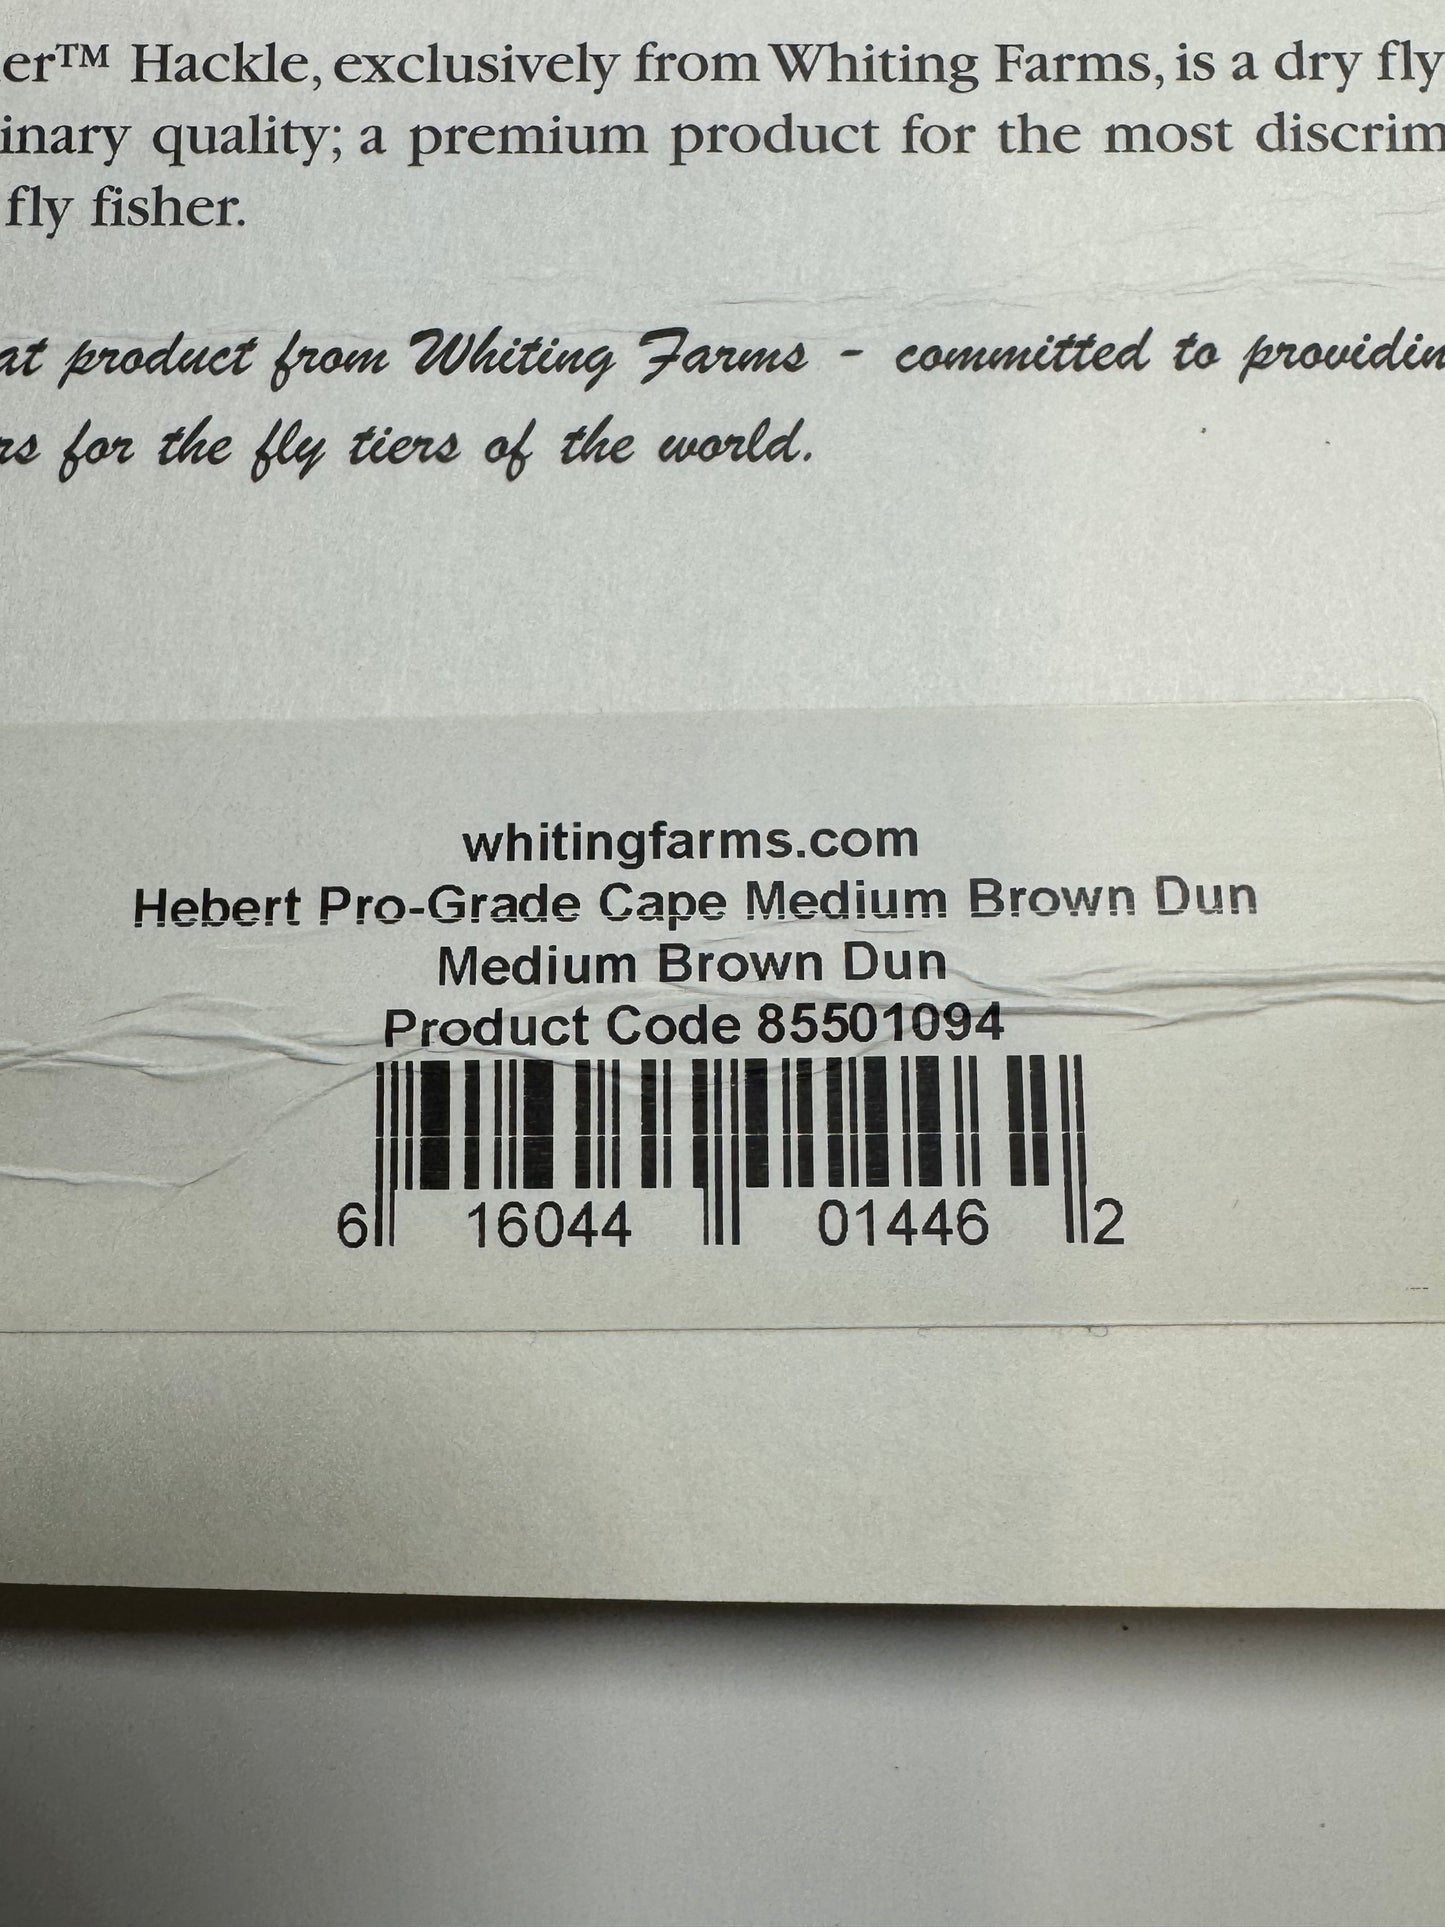 er™ Hackle, exclusively from Whiting Farms, is a dry fly
inary quality; a premium product for the most discrim
fly fisher.
at product from Whiting Farms - committed to providin
rs for the fly tiers of the world.
whitingfarms.com
Hebert Pro-Grade Cape Medium Brown Dun
Medium Brown Dun
Product Code 85501094
6 16044 01446 2